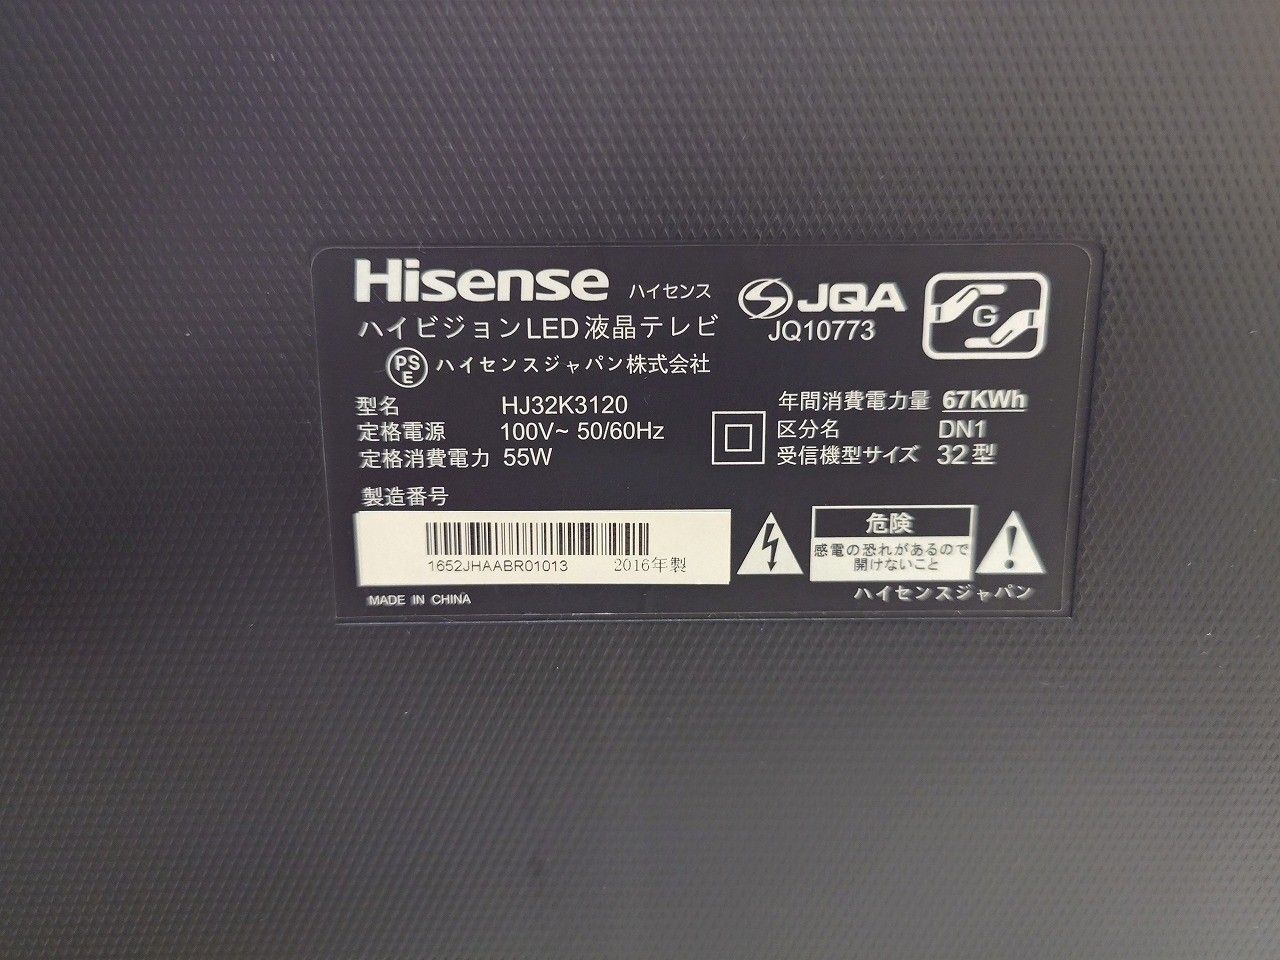 Hisense ハイセンス
ハイビジョンLED液晶テレビ
PS
E
ハイセンスジャパン株式会社
JQA
JQ10773
G
型名 HJ32K3120
定格電源 100V~ 50/60Hz
定格消費電力 55W
年間消費電力量 67KWh
区分名 DN1
受信機型サイズ 32型
製造番号
1652JHAABR01013 2016年製
MADE IN CHINA
危険
感電の恐れがあるので
開けないこと
ハイセンスジャパン